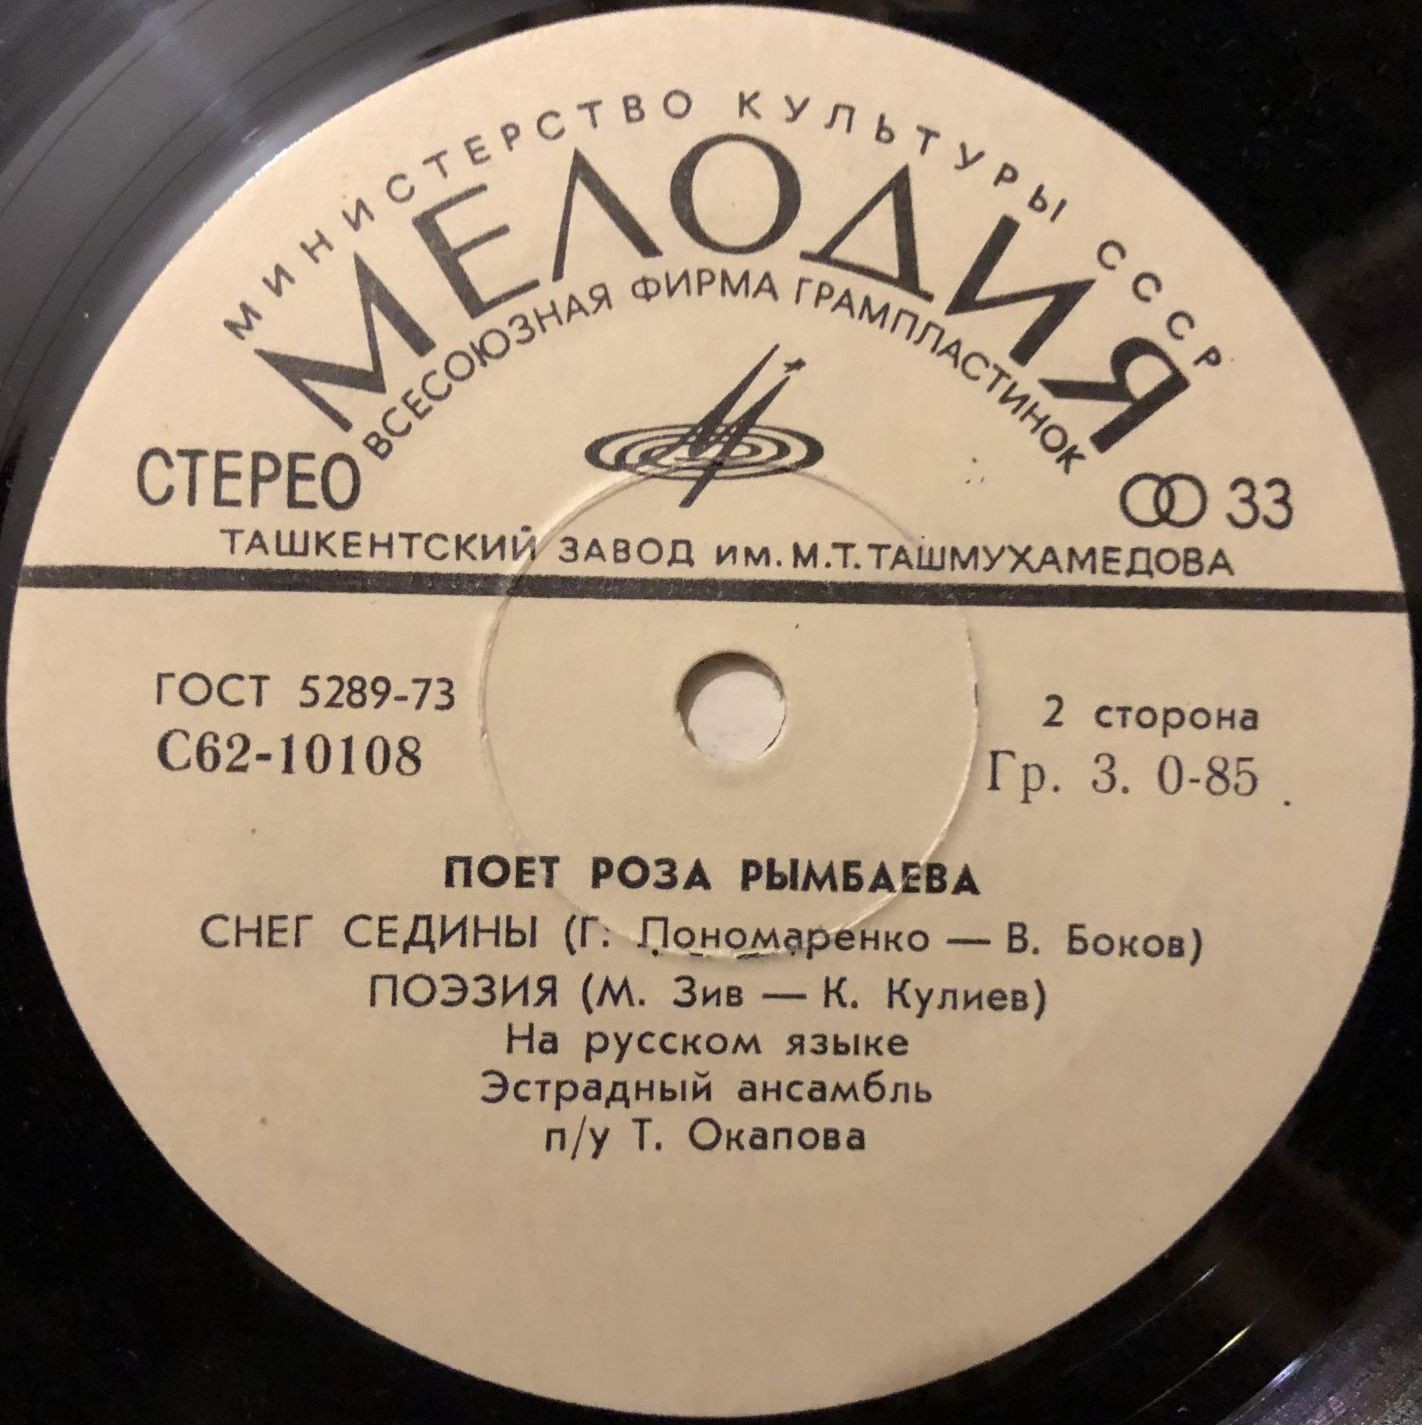 МИНИСТЕРСТВО КУЛЬТУРЫ СССР
МЕЛОДИЯ
ВСЕСОЮЗНАЯ ФИРМА ГРАМПЛАСТИНОК
СТЕРЕО
33
ТАШКЕНТСКИЙ ЗАВОД им. М.Т. ТАШМУХАМЕДОВА
ГОСТ 5289-73
2 сторона
С62-10108
Гр. 3. 0-85
ПОЕТ РОЗА РЫМБАЕВА
СНЕГ СЕДИНЫ (Г. Пономаренко — В. Боков)
ПОЭЗИЯ (М. Зив — К. Кулиев)
На русском языке
Эстрадный ансамбль
п/у Т. Окапова